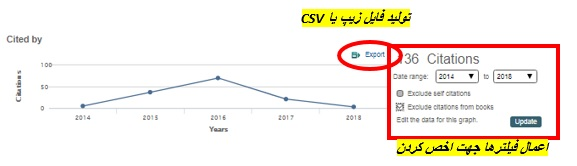 تولید فایل زیپ یا CSV
Cited by
Export
136 Citations
Date range: 2014 to 2018
Exclude self citations
Exclude citations from books
Edit the data for this graph. Update
Citations
100
50
0
2014 2015 2016 2017 2018
Years
اعمال فیلترها جهت اخص کردن